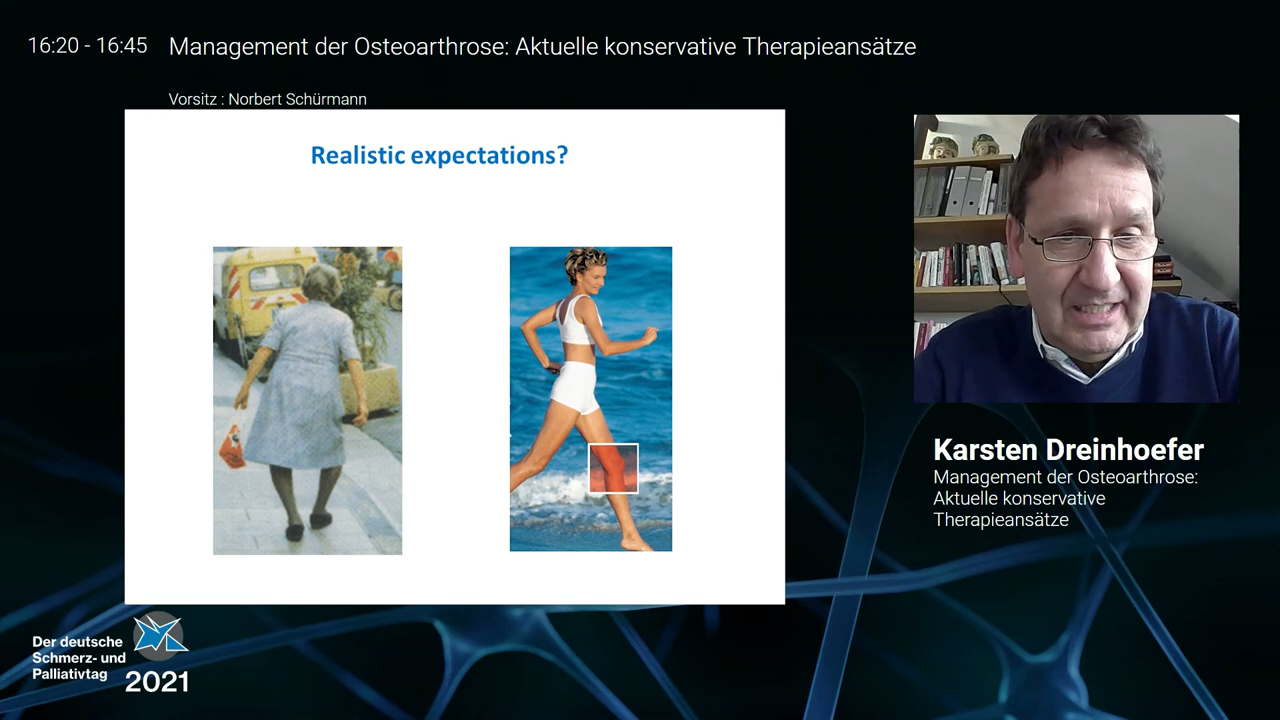 16:20 - 16:45 Management der Osteoarthrose: Aktuelle konservative Therapieansätze
Vorsitz : Norbert Schürmann
Realistic expectations?
Karsten Dreinhoefer
Management der Osteoarthrose:
Aktuelle konservative
Therapieansätze
Der deutsche
Schmerz- und
Palliativtag
2021